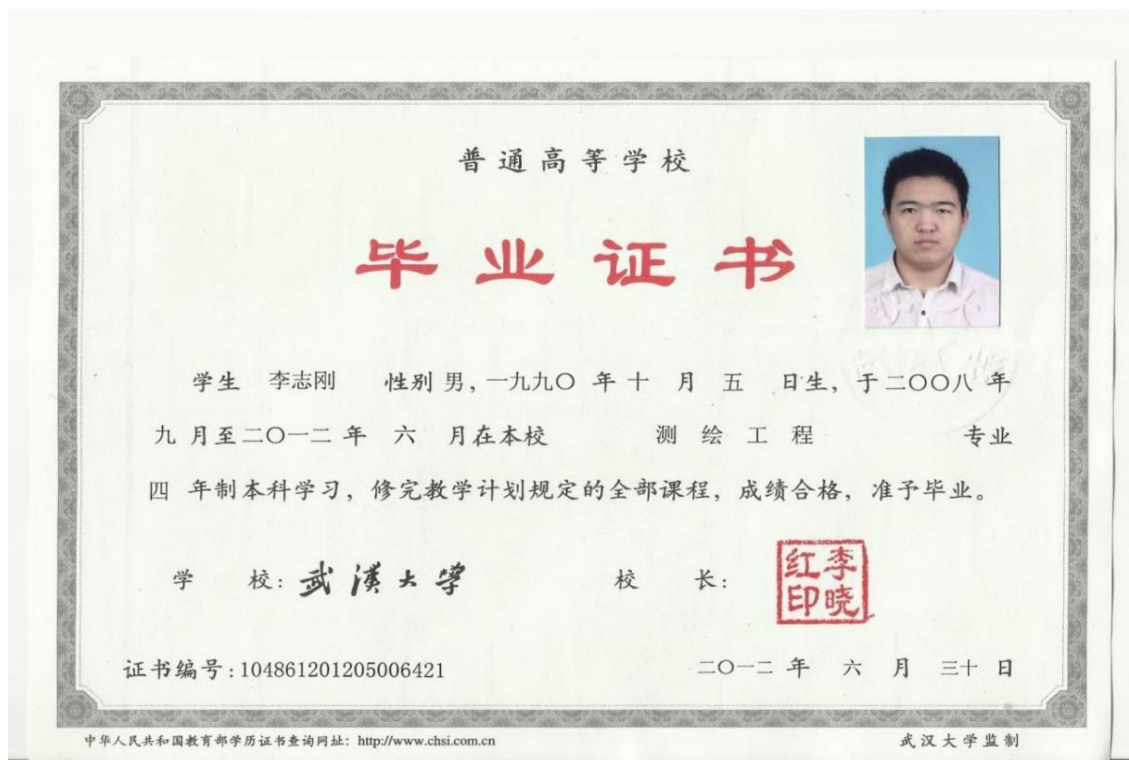 普通高等学校
毕业证书
学生 李志刚 性别 男，一九九〇 年 十 月 五 日生，于二〇〇八 年
九 月至二〇一二 年 六 月在本校 测绘工程 专业
四 年制本科学习，修完教学计划规定的全部课程，成绩合格，准予毕业。
学 校：武漢大学 校 长：李晓红印
证书编号：104861201205006421 二〇一二 年 六 月 三十 日
中华人民共和国教育部学历证书查询网址：http://www.chsi.com.cn 武汉大学监制